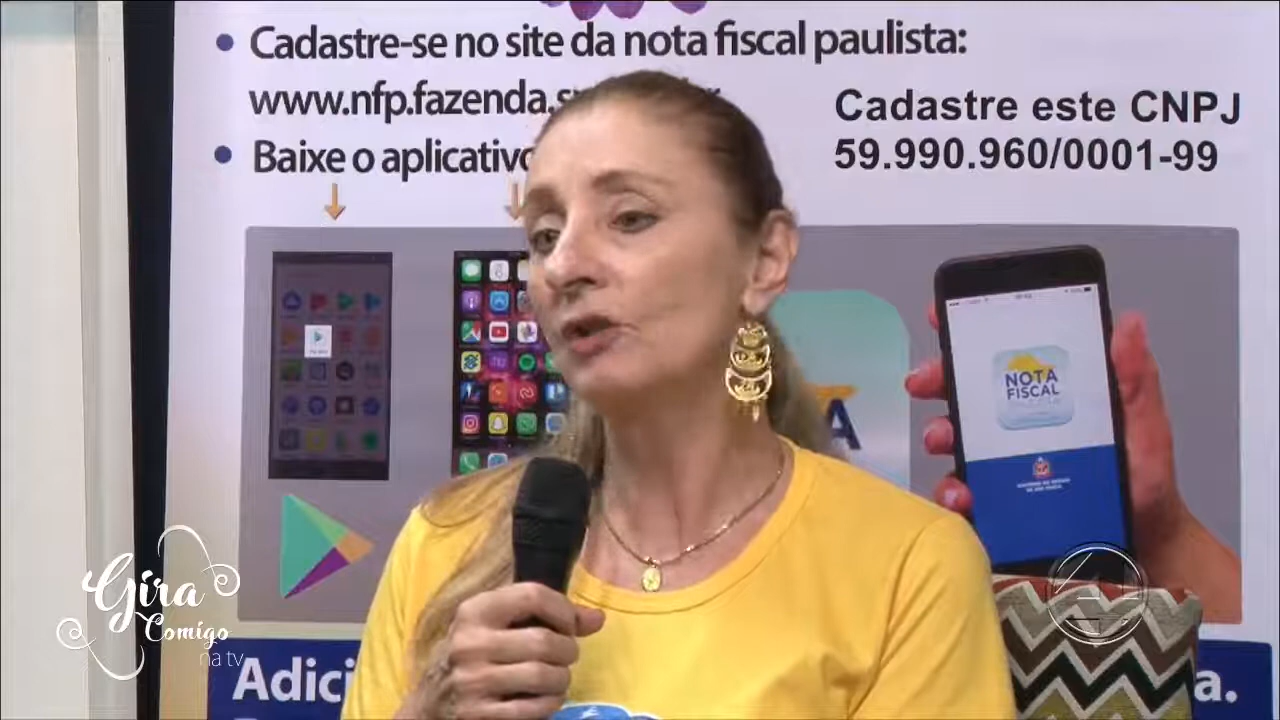 Cadastre-se no site da nota fiscal paulista:
www.nfp.fazenda.s
Baixe o aplicativo
Cadastre este CNPJ
59.990.960/0001-99
NOTA
FISCAL
Gira
Comigo
na tv
4
Adici
a.